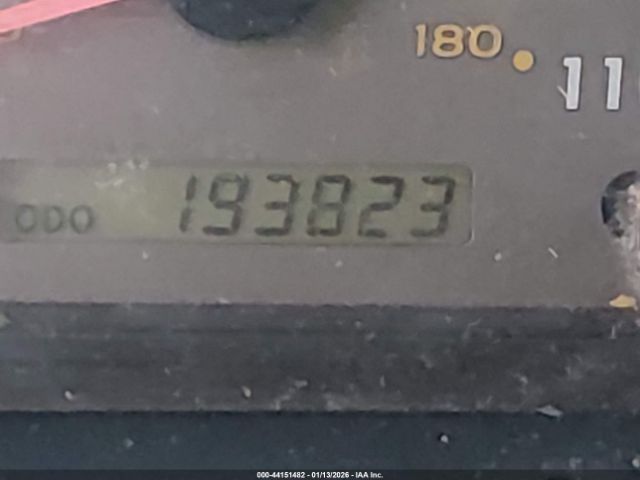 180
11
ODO 193823
000-44151482 - 01/13/2026 - IAA Inc.